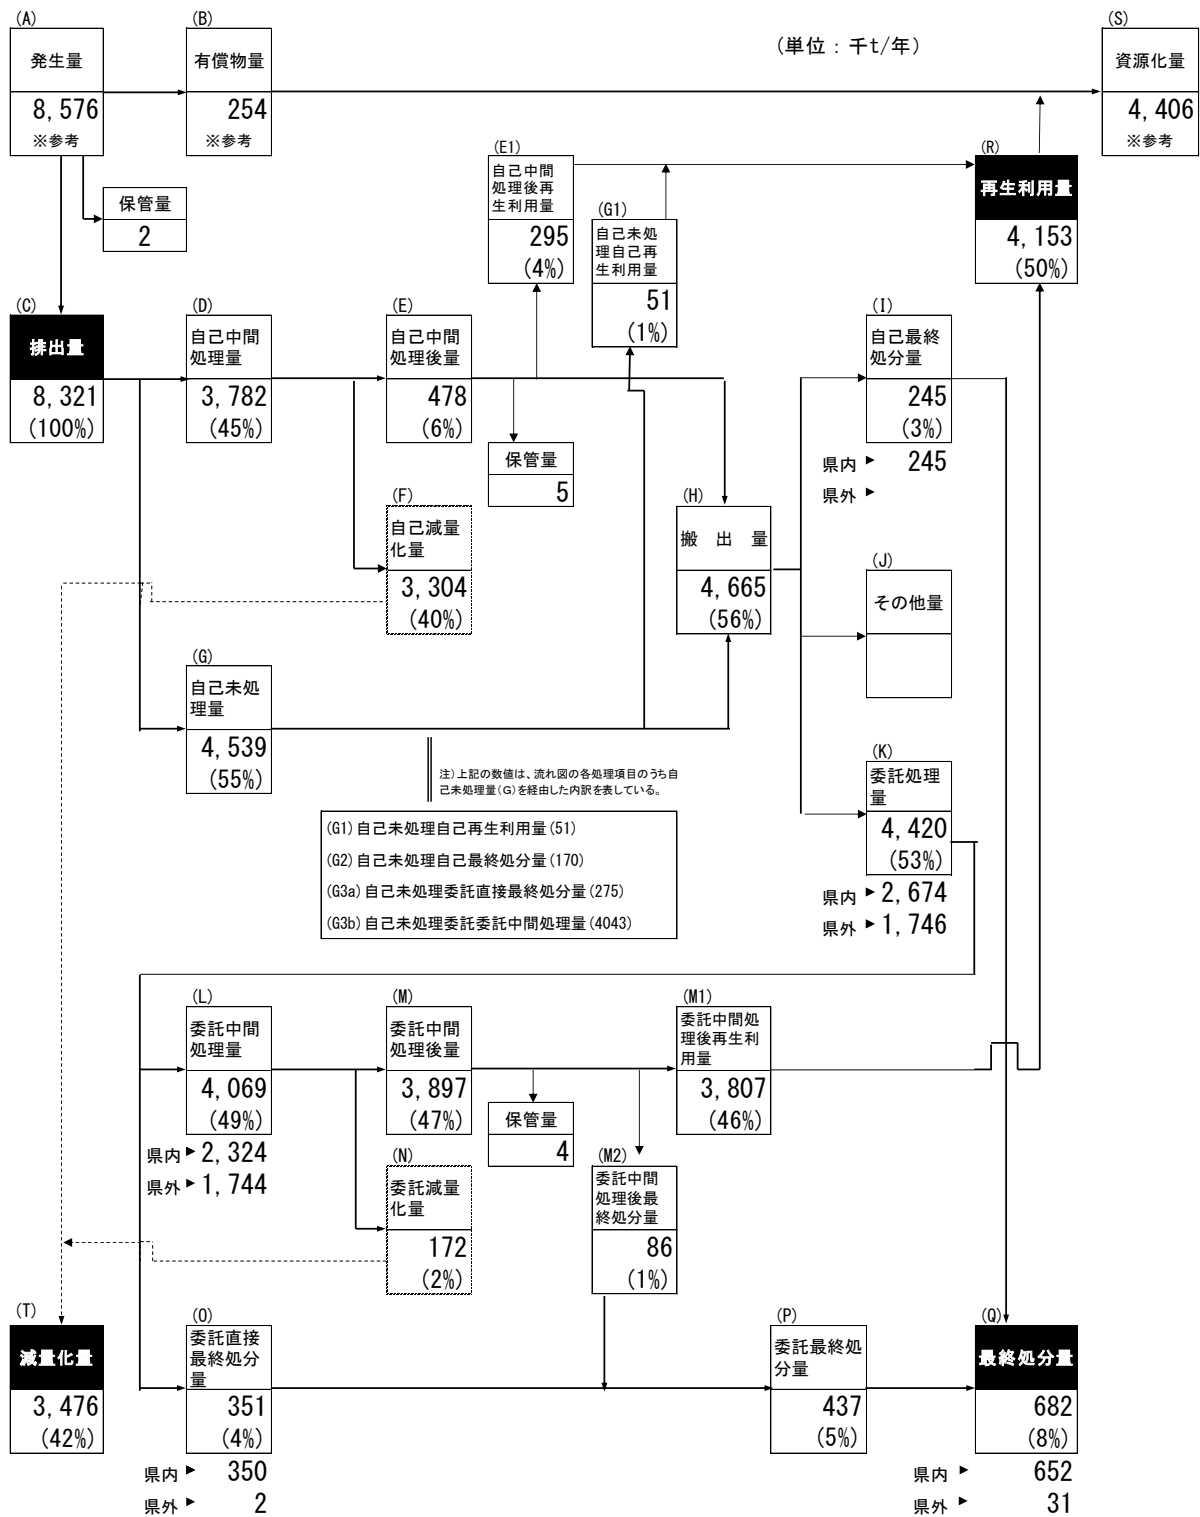 (A)
発生量
8,576
※参考
(B)
有償物量
254
※参考
(単位：千t/年)
(S)
資源化量
4,406
※参考
保管量
2
(E1)
自己中間
処理後再
生利用量
295
(4%)
(G1)
自己未処
理自己再
生利用量
51
(1%)
(R)
再生利用量
4,153
(50%)
(C)
排出量
8,321
(100%)
(D)
自己中間
処理量
3,782
(45%)
(E)
自己中間
処理後量
478
(6%)
保管量
5
(I)
自己最終
処分量
245
(3%)
県内 ► 245
県外 ►
(F)
自己減量
化量
3,304
(40%)
(H)
搬 出 量
4,665
(56%)
(J)
その他量
(G)
自己未処
理量
4,539
(55%)
注)上記の数値は、流れ図の各処理項目のうち自
己未処理量(G)を経由した内訳を表している。
(G1)自己未処理自己再生利用量(51)
(G2)自己未処理自己最終処分量(170)
(G3a)自己未処理委託直接最終処分量(275)
(G3b)自己未処理委託委託中間処理量(4043)
(K)
委託処理
量
4,420
(53%)
県内 ► 2,674
県外 ► 1,746
(L)
委託中間
処理量
4,069
(49%)
県内 ► 2,324
県外 ► 1,744
(M)
委託中間
処理後量
3,897
(47%)
保管量
4
(M1)
委託中間処
理後再生利
用量
3,807
(46%)
(N)
委託減量
化量
172
(2%)
(M2)
委託中間
処理後最
終処分量
86
(1%)
(T)
減量化量
3,476
(42%)
(O)
委託直接
最終処分
量
351
(4%)
県内 ► 350
県外 ► 2
(P)
委託最終処
分量
437
(5%)
(Q)
最終処分量
682
(8%)
県内 ► 652
県外 ► 31